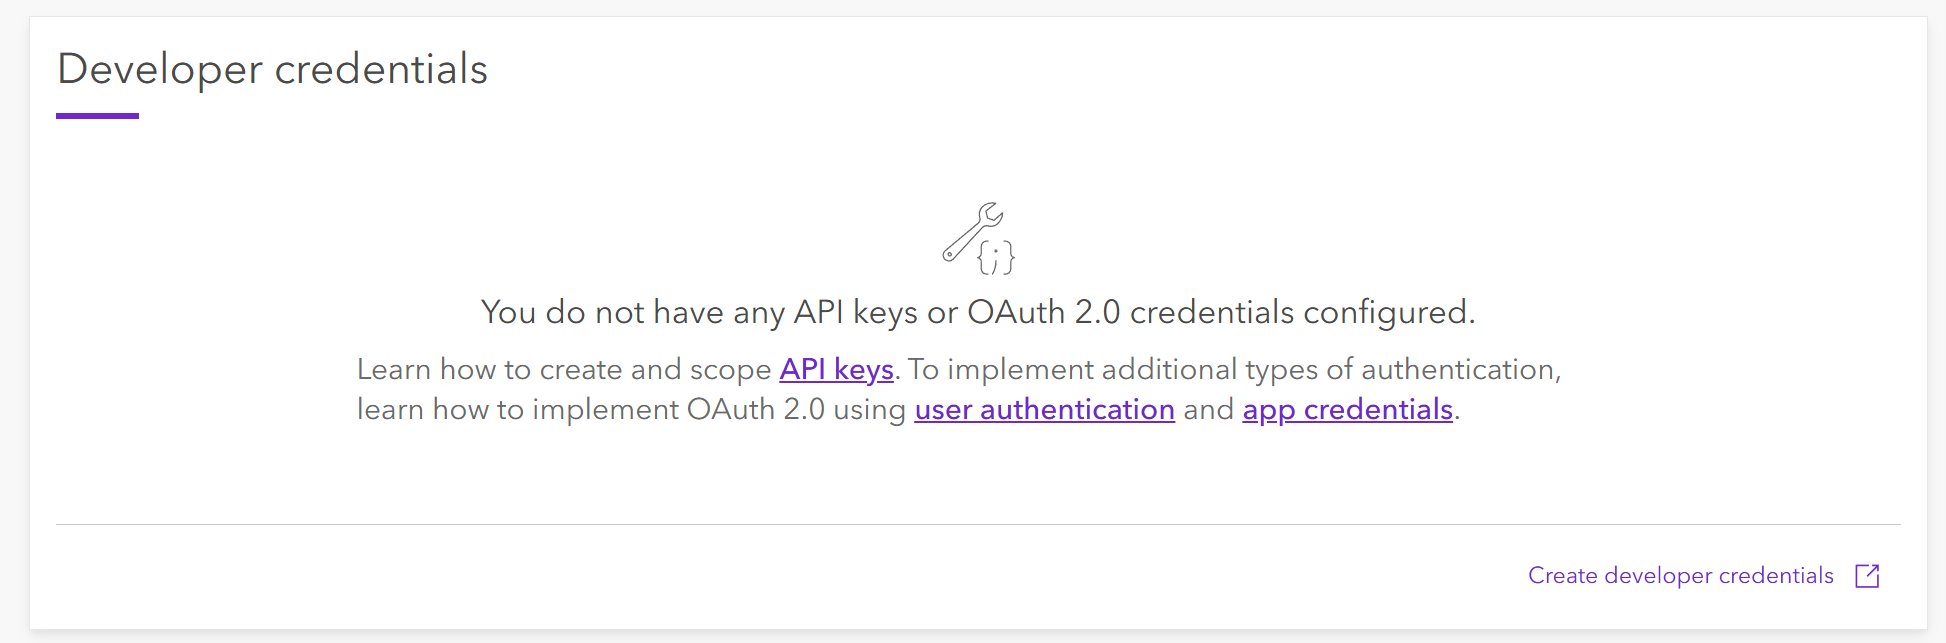 Developer credentials
You do not have any API keys or OAuth 2.0 credentials configured.
Learn how to create and scope API keys. To implement additional types of authentication,
learn how to implement OAuth 2.0 using user authentication and app credentials.
Create developer credentials